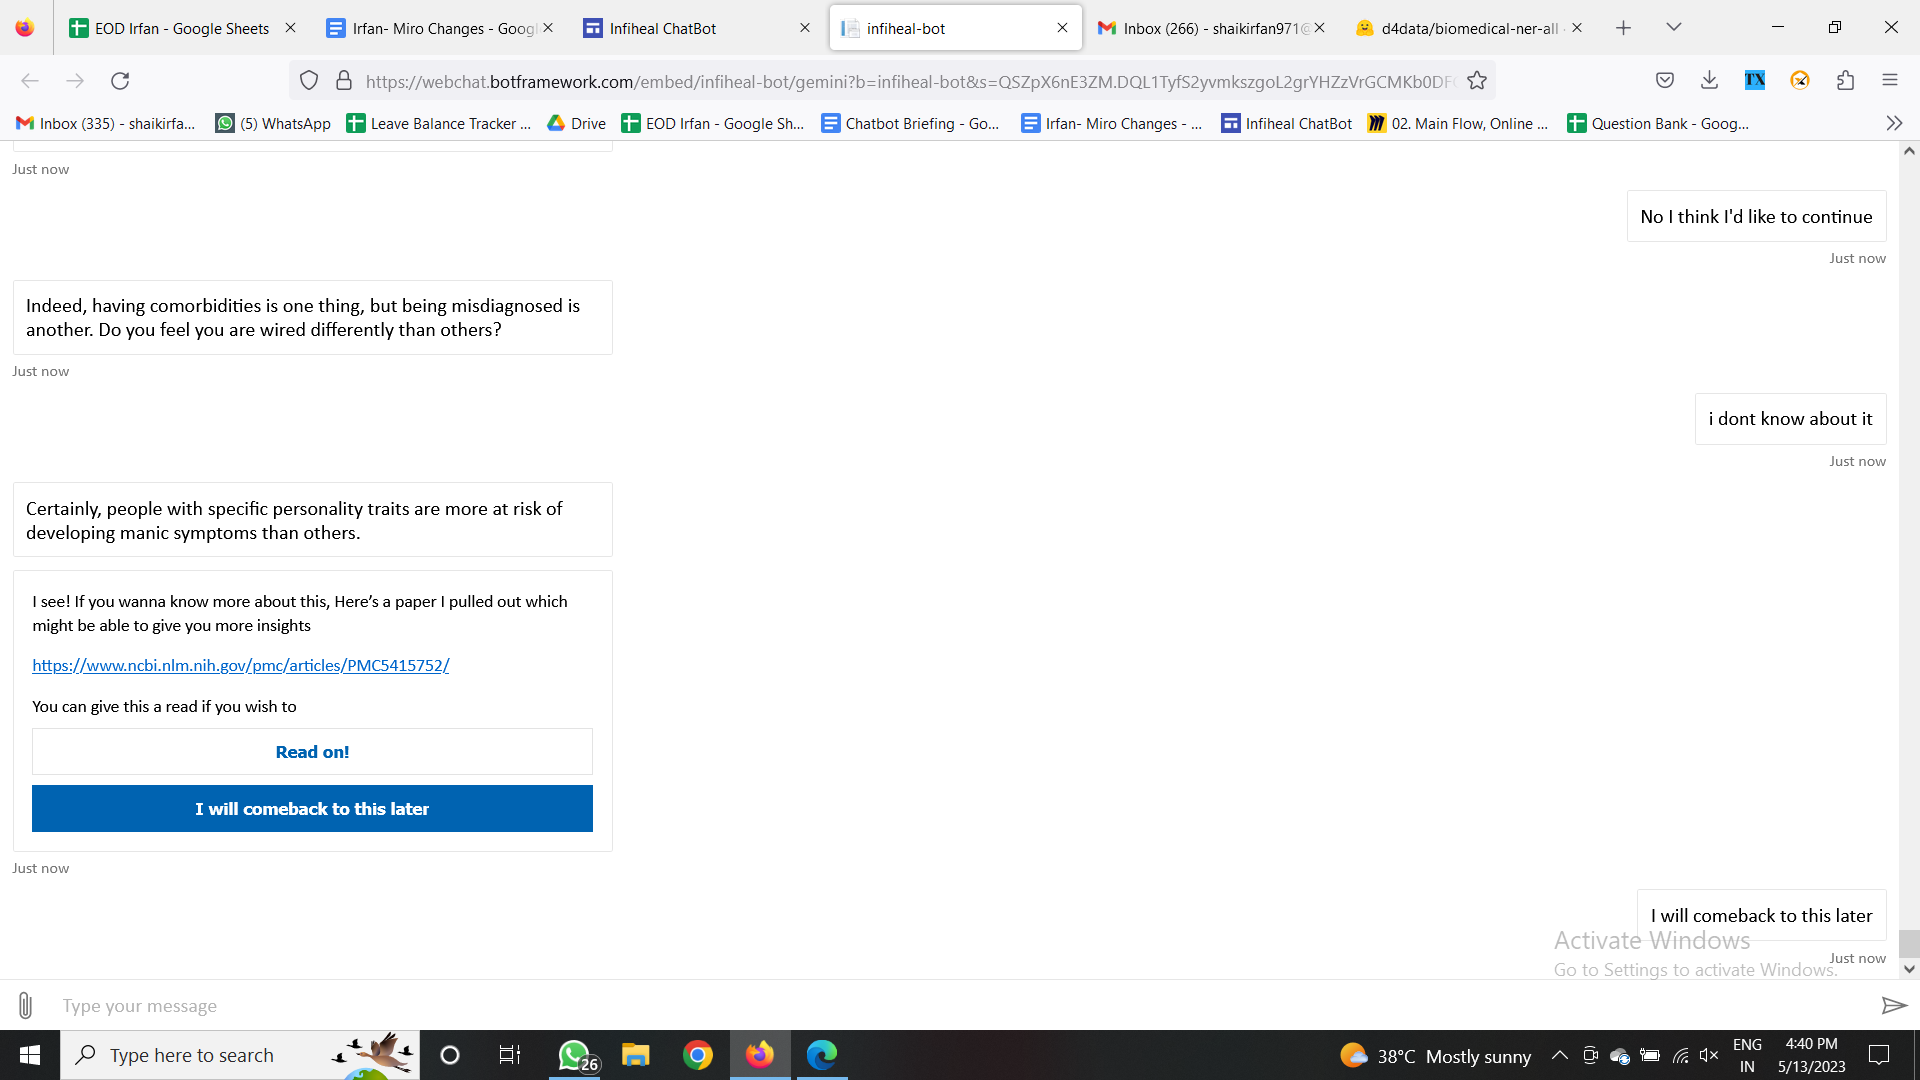 EOD Irfan - Google Sheets
Irfan- Miro Changes - Googl
Infiheal ChatBot
infiheal-bot
Inbox (266) - shaikirfan971@
d4data/biomedical-ner-all
https://webchat.botframework.com/embed/infiheal-bot/gemini?b=infiheal-bot&s=QSZpX6nE3ZM.DQL1TyfS2yvmkszgoL2grYHZzVrGCMKb0DF
TX
Inbox (335) - shaikirfa...
(5) WhatsApp
Leave Balance Tracker ...
Drive
EOD Irfan - Google Sh...
Chatbot Briefing - Go...
Irfan- Miro Changes - ...
Infiheal ChatBot
02. Main Flow, Online ...
Question Bank - Goog...
Just now
No I think I'd like to continue
Just now
Indeed, having comorbidities is one thing, but being misdiagnosed is
another. Do you feel you are wired differently than others?
Just now
i dont know about it
Just now
Certainly, people with specific personality traits are more at risk of
developing manic symptoms than others.
I see! If you wanna know more about this, Here’s a paper I pulled out which
might be able to give you more insights
https://www.ncbi.nlm.nih.gov/pmc/articles/PMC5415752/
You can give this a read if you wish to
Read on!
I will comeback to this later
Just now
I will comeback to this later
Activate Windows
Just now
Go to Settings to activate Windows.
Type your message
Type here to search
26
38°C Mostly sunny
ENG
IN
4:40 PM
5/13/2023